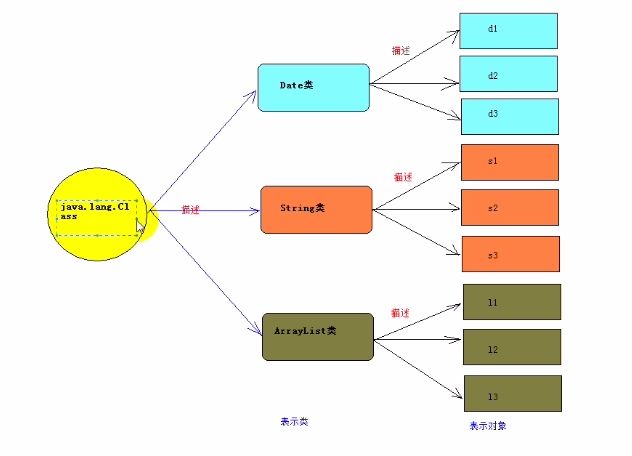 描述
d1
d2
d3
Date类
描述
s1
s2
s3
String类
java.lang.Cl
ass
描述
描述
l1
l2
l3
ArrayList类
表示类
表示对象